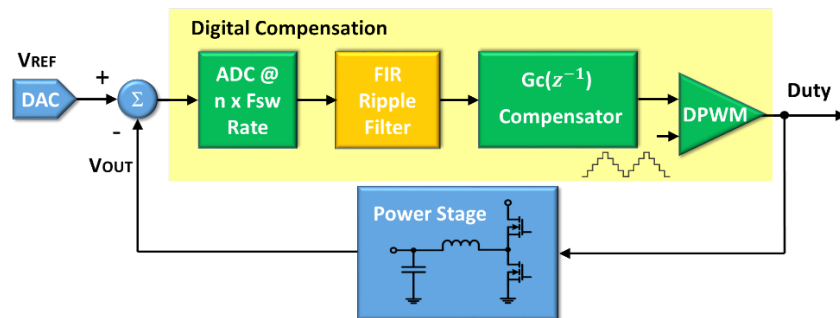 Digital Compensation
VREF
+
DAC
Σ
-
VOUT
ADC @
n x Fsw
Rate
FIR
Ripple
Filter
Gc(z⁻¹)
Compensator
DPWM
Duty
Power Stage